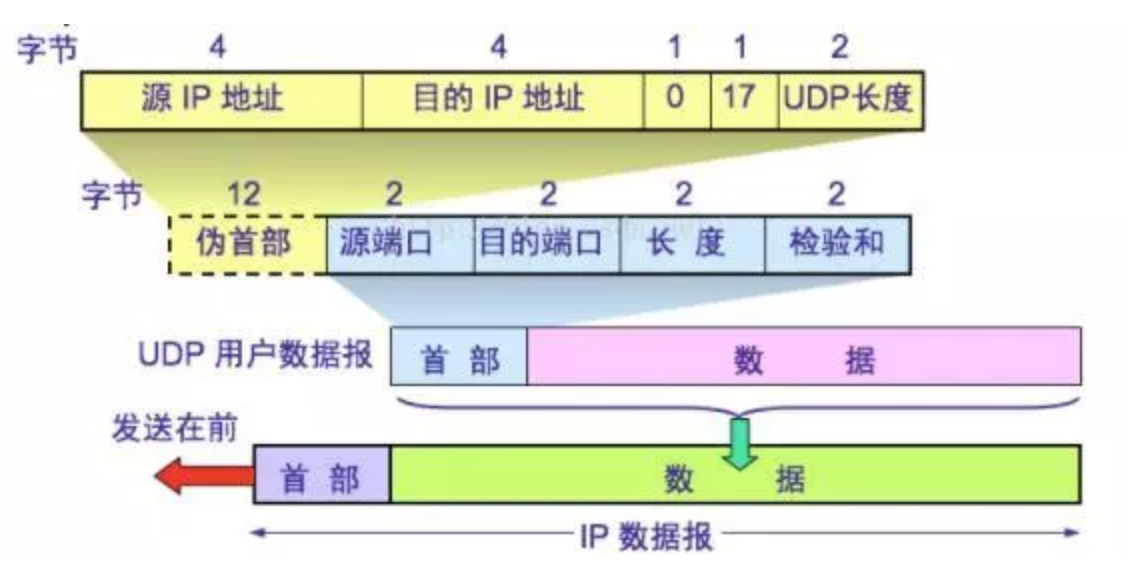 字节 4 4 1 1 2
源 IP 地址 目的 IP 地址 0 17 UDP长度
字节 12 2 2 2 2
伪首部 源端口 目的端口 长 度 检验和
UDP 用户数据报 首 部 数 据
发送在前
首 部 数 据
IP 数据报